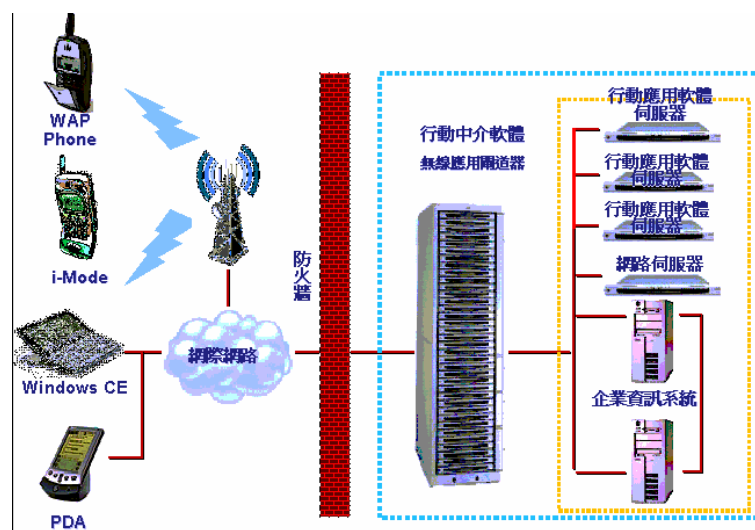 WAP
Phone
i-Mode
Windows CE
PDA
網際網路
防火牆
行動中介軟體
無線應用閘道器
行動應用軟體
伺服器
行動應用軟體
伺服器
行動應用軟體
伺服器
網路伺服器
企業資訊系統